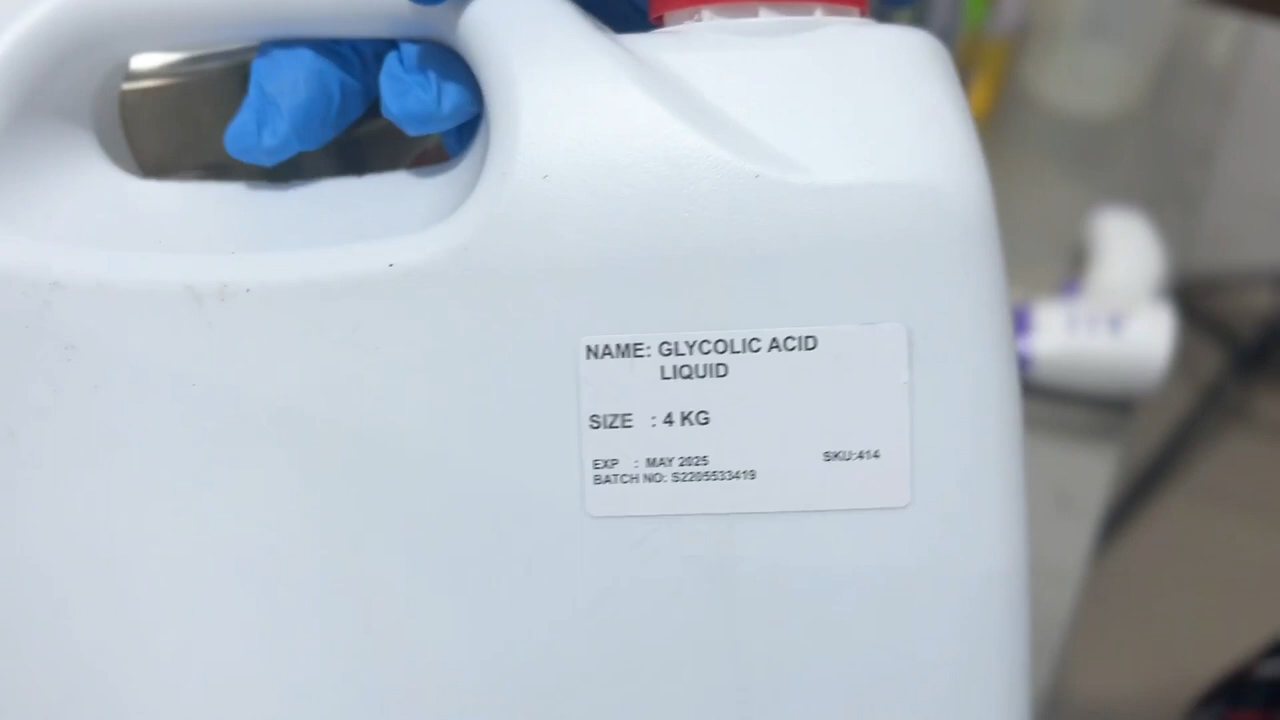 NAME: GLYCOLIC ACID
LIQUID
SIZE : 4 KG
EXP : MAY 2025
SKU:414
BATCH NO: S2205533419